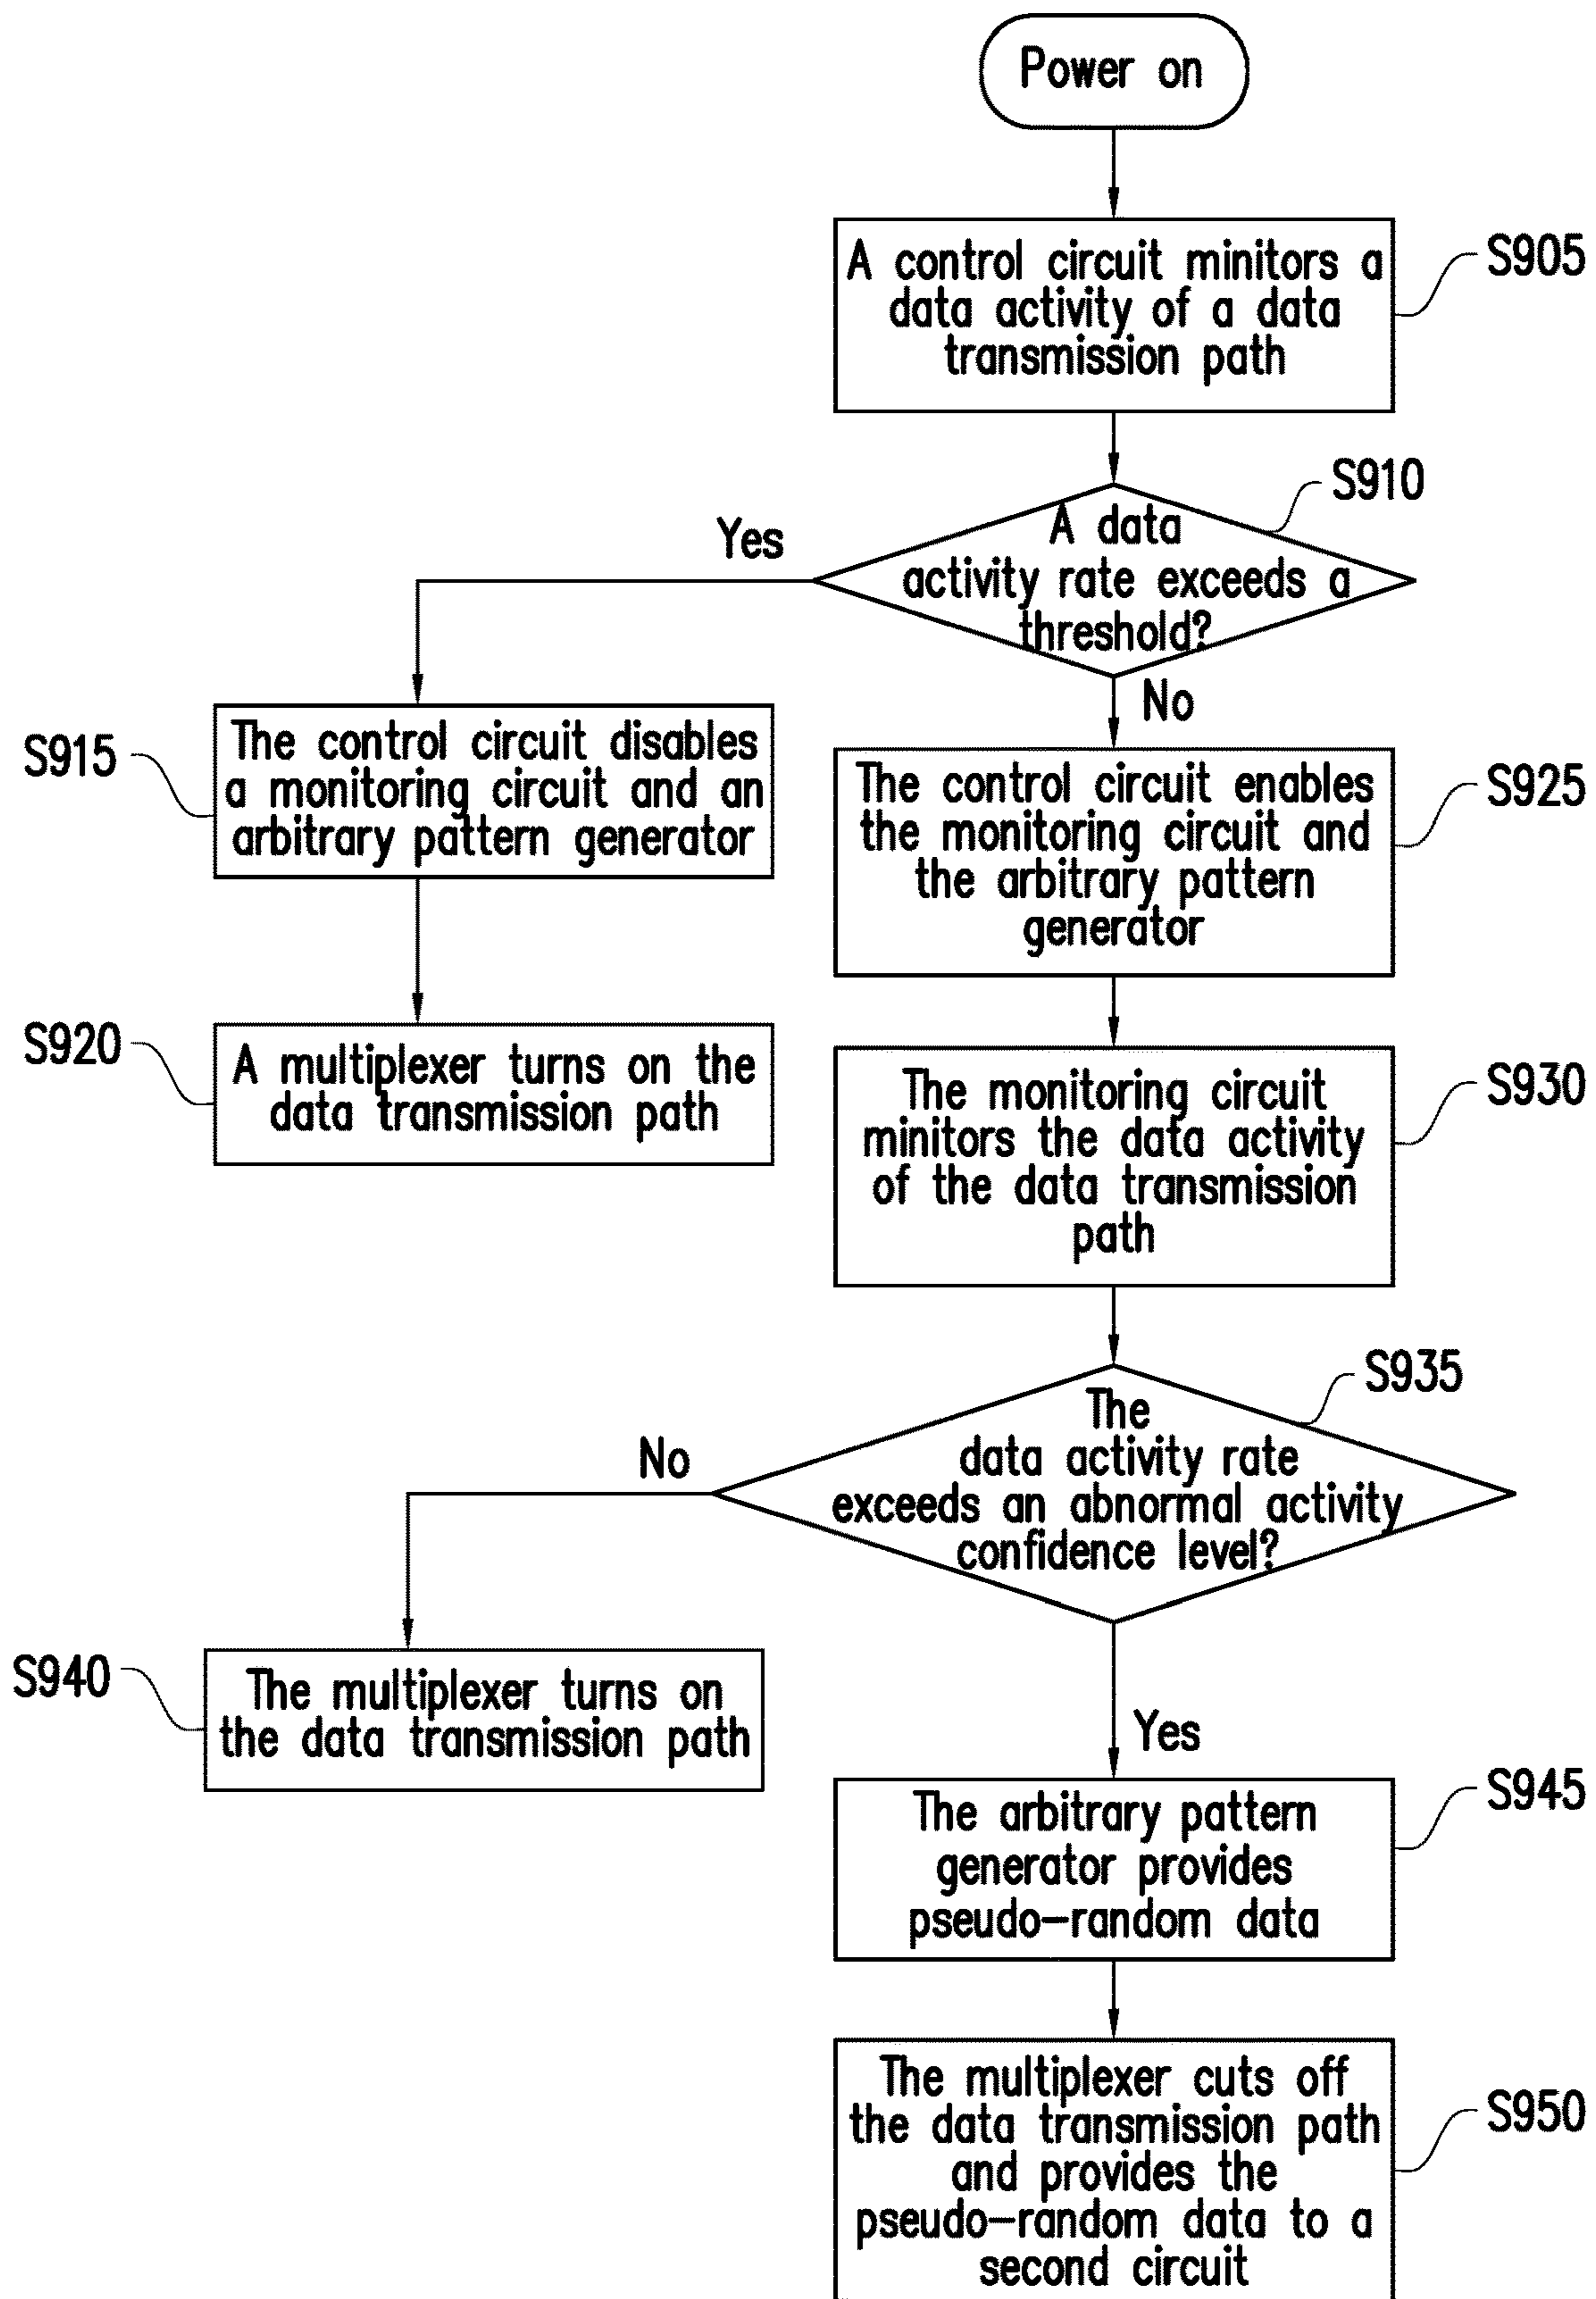 Power on
A control circuit minitors a
data activity of a data
transmission path
S905
S910
A data
activity rate exceeds a
threshold?
Yes
No
S915
The control circuit disables
a monitoring circuit and an
arbitrary pattern generator
S920
A multiplexer turns on the
data transmission path
The control circuit enables
the monitoring circuit and
the arbitrary pattern
generator
S925
The monitoring circuit
minitors the data activity
of the data transmission
path
S930
S935
The
data activity rate
exceeds an abnormal activity
confidence level?
No
S940
The multiplexer turns on
the data transmission path
Yes
The arbitrary pattern
generator provides
pseudo-random data
S945
The multiplexer cuts off
the data transmission path
and provides the
pseudo-random data to a
second circuit
S950